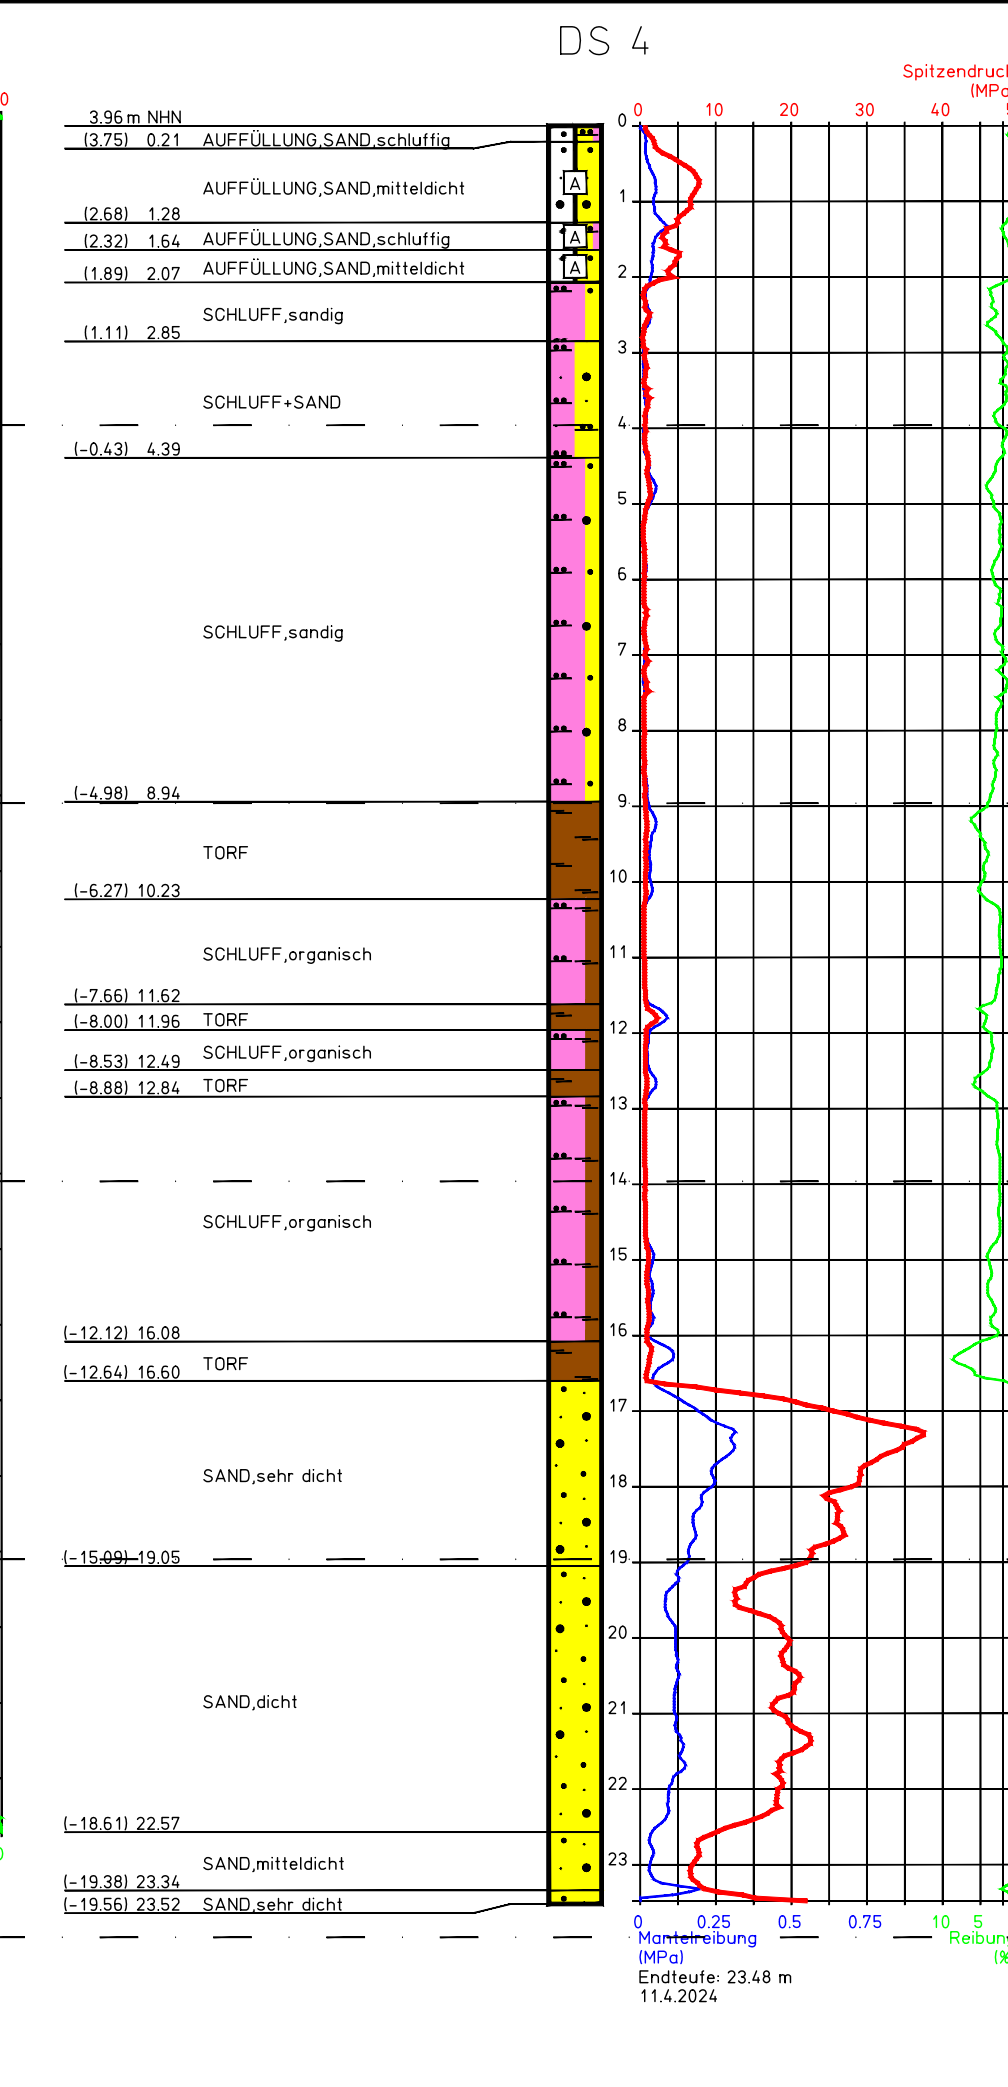 DS 4
Spitzendruc
(MPa
0
0 10 20 30 40
3.96 m NHN
(3.75) 0.21 AUFFÜLLUNG,SAND,schluffig
AUFFÜLLUNG,SAND,mitteldicht
A
(2.68) 1.28
(2.32) 1.64 AUFFÜLLUNG,SAND,schluffig
A
(1.89) 2.07 AUFFÜLLUNG,SAND,mitteldicht
A
SCHLUFF,sandig
(1.11) 2.85
SCHLUFF+SAND
(-0.43) 4.39
SCHLUFF,sandig
(-4.98) 8.94
TORF
(-6.27) 10.23
SCHLUFF,organisch
(-7.66) 11.62
(-8.00) 11.96 TORF
SCHLUFF,organisch
(-8.53) 12.49
(-8.88) 12.84 TORF
SCHLUFF,organisch
(-12.12) 16.08
TORF
(-12.64) 16.60
SAND,sehr dicht
(-15.09) 19.05
SAND,dicht
(-18.61) 22.57
SAND,mitteldicht
(-19.38) 23.34
(-19.56) 23.52 SAND,sehr dicht
0
1
2
3
4
5
6
7
8
9
10
11
12
13
14
15
16
17
18
19
20
21
22
23
0 0.25 0.5 0.75 10 5
Mantelreibung Reibun
(MPa) (%
Endteufe: 23.48 m
11.4.2024